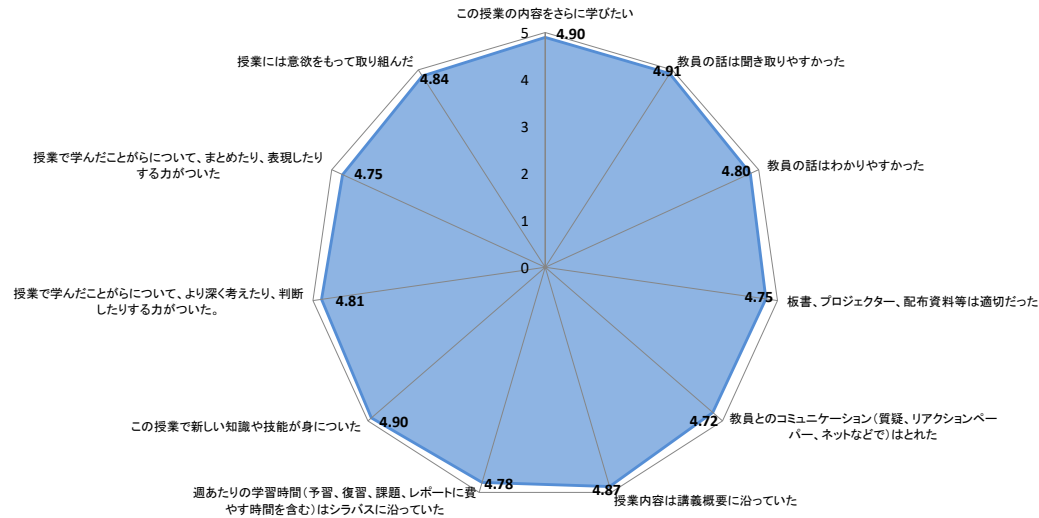 この授業の内容をさらに学びたい
5
4.90
授業には意欲をもって取り組んだ
教員の話は聞き取りやすかった
4.84
4.91
4
3
授業で学んだことがらについて、まとめたり、表現したり
する力がついた
4.75
教員の話はわかりやすかった
4.80
2
1
0
授業で学んだことがらについて、より深く考えたり、判断
したりする力がついた。
4.81
4.75
板書、プロジェクター、配布資料等は適切だった
この授業で新しい知識や技能が身についた
4.90
4.72
教員とのコミュニケーション(質疑、リアクションペー
パー、ネットなどで)はとれた
週あたりの学習時間(予習、復習、課題、レポートに費
やす時間を含む)はシラバスに沿っていた
4.78
4.87
授業内容は講義概要に沿っていた